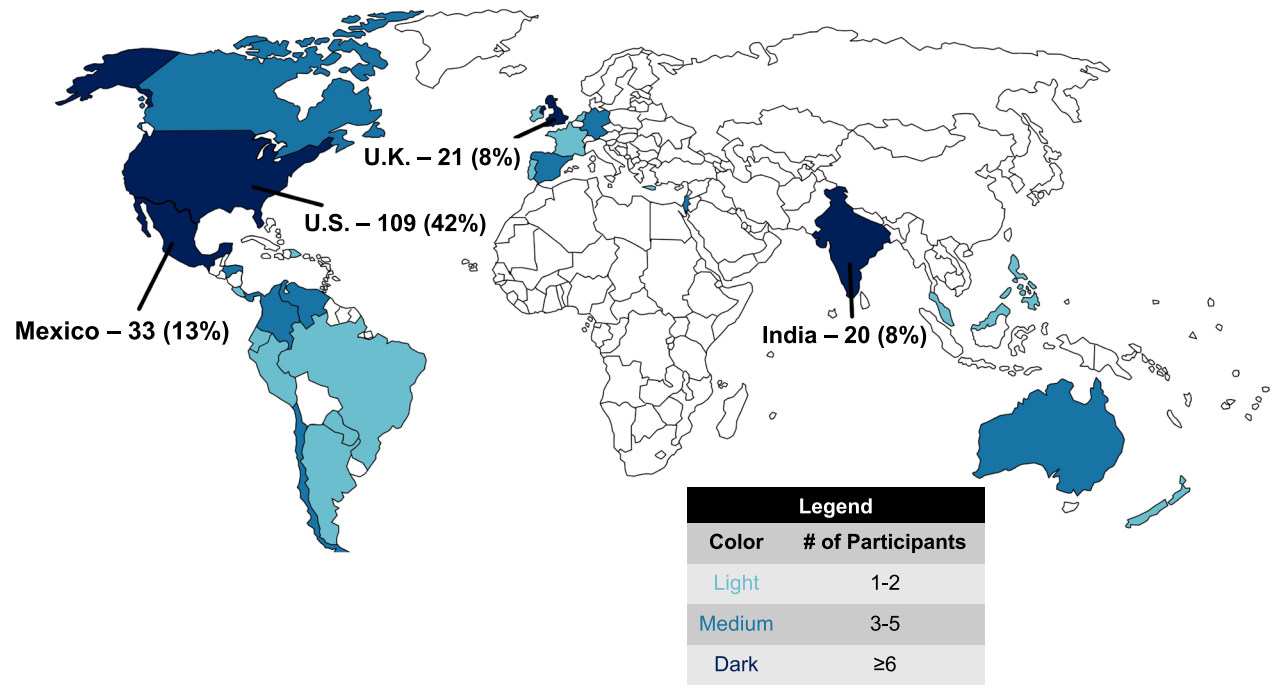 U.K. – 21 (8%)
U.S. – 109 (42%)
Mexico – 33 (13%)
India – 20 (8%)
Legend
Color # of Participants
Light 1-2
Medium 3-5
Dark ≥6